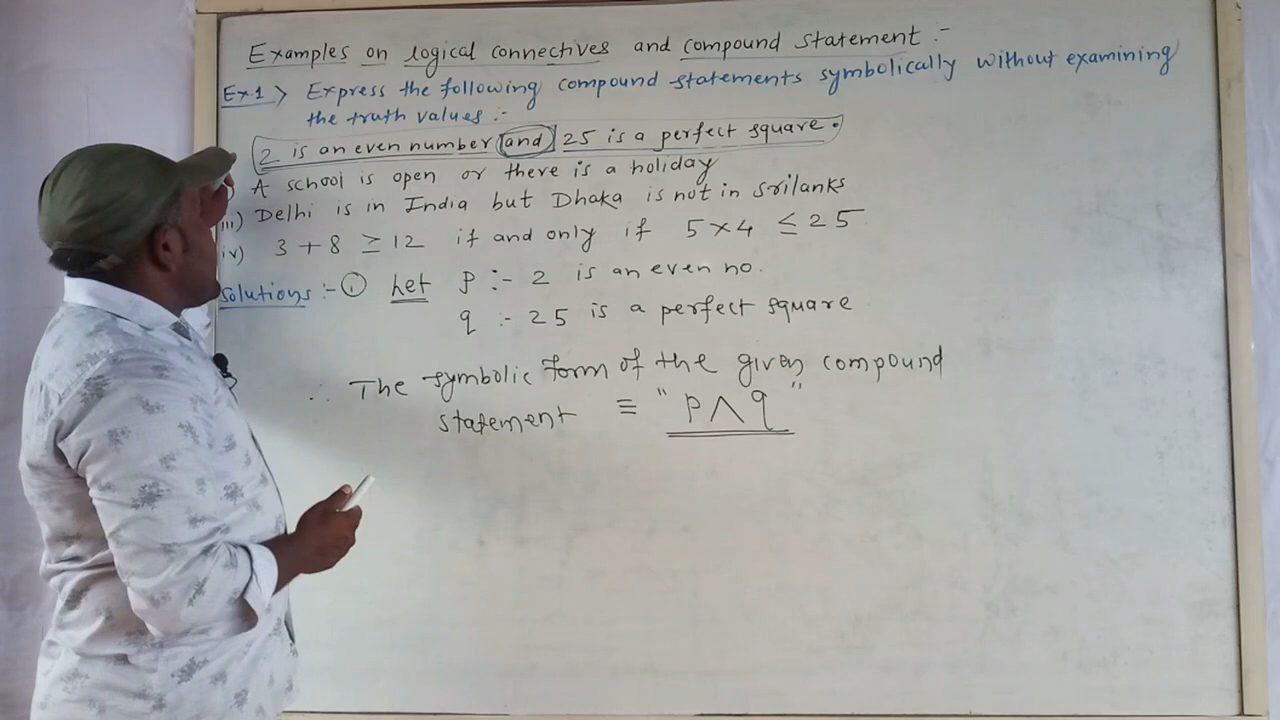 Examples on logical connectives and compound statement :-
Ex.1> Express the following compound statements symbolically without examining
the truth values :-
2 is an even number and 25 is a perfect square.
) A school is open or there is a holiday
iii) Delhi is in India but Dhaka is not in Srilanks
iv) 3 + 8 ≥ 12 if and only if 5 × 4 ≤ 25
Solutions :- ① Let p :- 2 is an even no.
q :- 25 is a perfect square
∴ The symbolic form of the given compound
statement ≡ "p ∧ q"